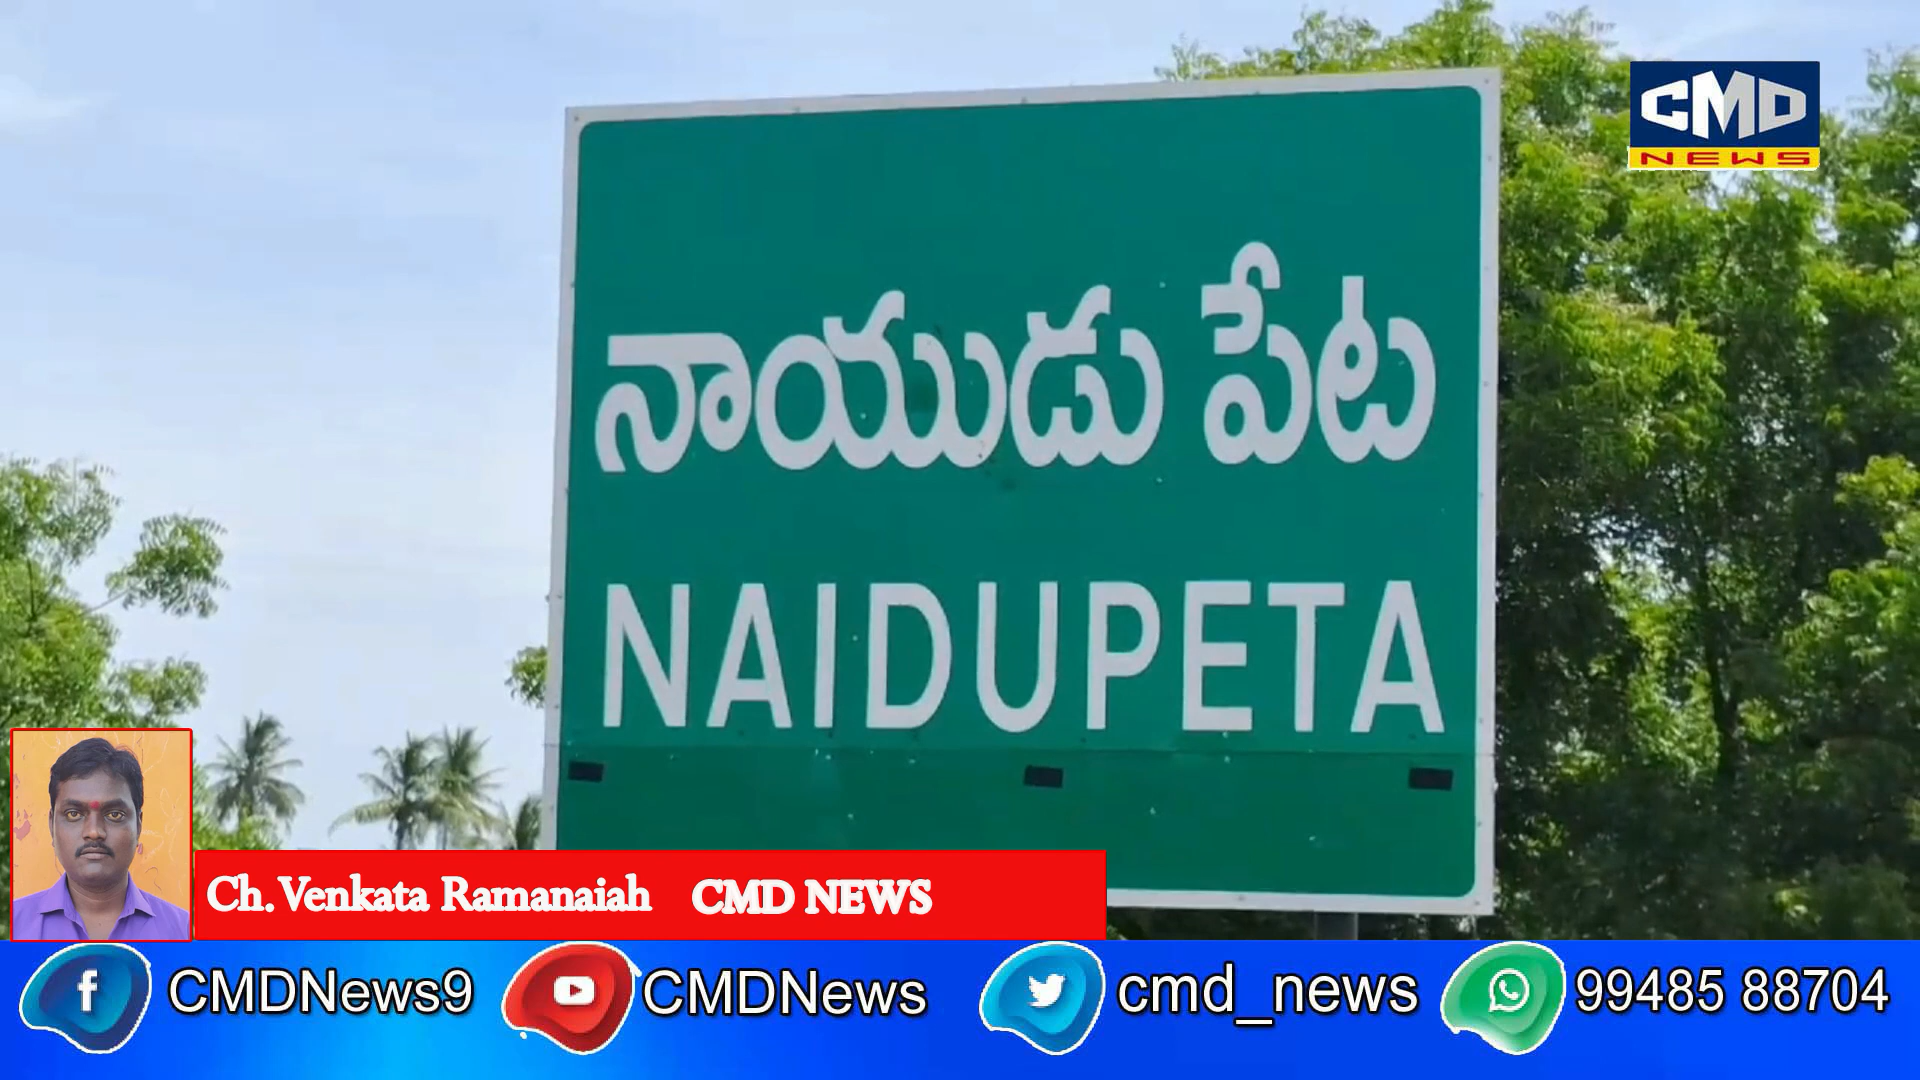 CMD
NEWS
నాయుడు పేట
NAIDUPETA
Ch. Venkata Ramanaiah CMD NEWS
CMDNews9 CMDNews cmd_news 99485 88704